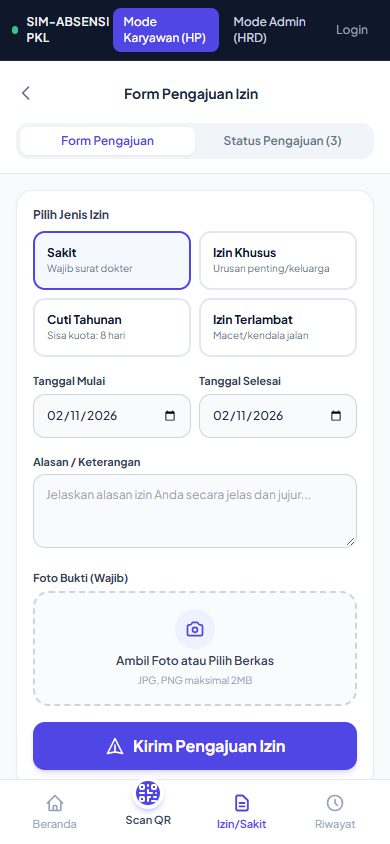 SIM-ABSENSI
PKL
Mode
Karyawan (HP)
Mode Admin
(HRD)
Login
Form Pengajuan Izin
Form Pengajuan
Status Pengajuan (3)
Pilih Jenis Izin
Sakit
Wajib surat dokter
Izin Khusus
Urusan penting/keluarga
Cuti Tahunan
Sisa kuota: 8 hari
Izin Terlambat
Macet/kendala jalan
Tanggal Mulai
Tanggal Selesai
02/11/2026
02/11/2026
Alasan / Keterangan
Jelaskan alasan izin Anda secara jelas dan jujur...
Foto Bukti (Wajib)
Ambil Foto atau Pilih Berkas
JPG, PNG maksimal 2MB
Kirim Pengajuan Izin
Beranda
Scan QR
Izin/Sakit
Riwayat